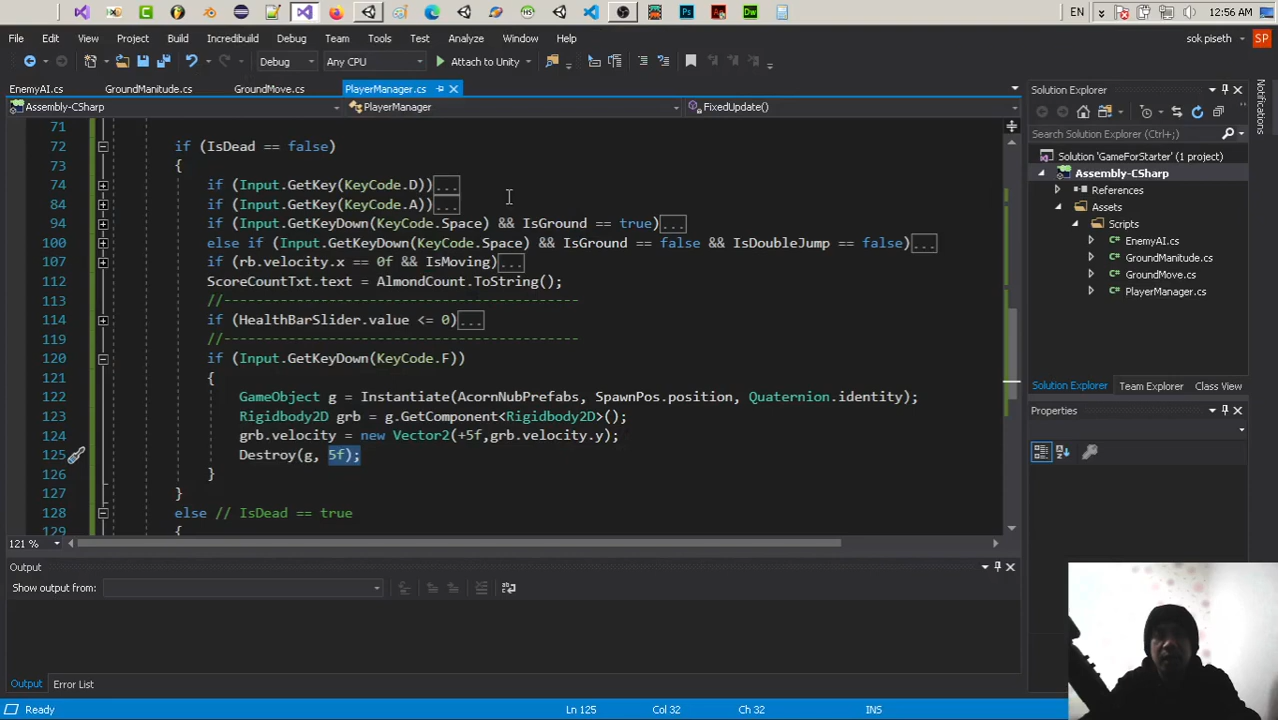 EN
12:56 AM
File Edit View Project Build Incredibuild Debug Team Tools Test Analyze Window Help
sok piseth SP
Debug Any CPU Attach to Unity
EnemyAI.cs GroundManitude.cs GroundMove.cs PlayerManager.cs
Assembly-CSharp PlayerManager FixedUpdate()
71
72 if (IsDead == false)
73 {
74 if (Input.GetKey(KeyCode.D))...
84 if (Input.GetKey(KeyCode.A))...
94 if (Input.GetKeyDown(KeyCode.Space) && IsGround == true)...
100 else if (Input.GetKeyDown(KeyCode.Space) && IsGround == false && IsDoubleJump == false)...
107 if (rb.velocity.x == 0f && IsMoving)...
112 ScoreCountTxt.text = AlmondCount.ToString();
113 //--------------------------------------------
114 if (HealthBarSlider.value <= 0)...
119 //--------------------------------------------
120 if (Input.GetKeyDown(KeyCode.F))
121 {
122 GameObject g = Instantiate(AcornNubPrefabs, SpawnPos.position, Quaternion.identity);
123 Rigidbody2D grb = g.GetComponent<Rigidbody2D>();
124 grb.velocity = new Vector2(+5f,grb.velocity.y);
125 Destroy(g, 5f);
126 }
127 }
128 else // IsDead == true
129 {
121 %
Output
Show output from:
Output Error List
Ready Ln 125 Col 32 Ch 32 INS
Solution Explorer
Search Solution Explorer (Ctrl+;)
Solution 'GameForStarter' (1 project)
Assembly-CSharp
References
Assets
Scripts
EnemyAI.cs
GroundManitude.cs
GroundMove.cs
PlayerManager.cs
Solution Explorer Team Explorer Class View
Properties
Notifications